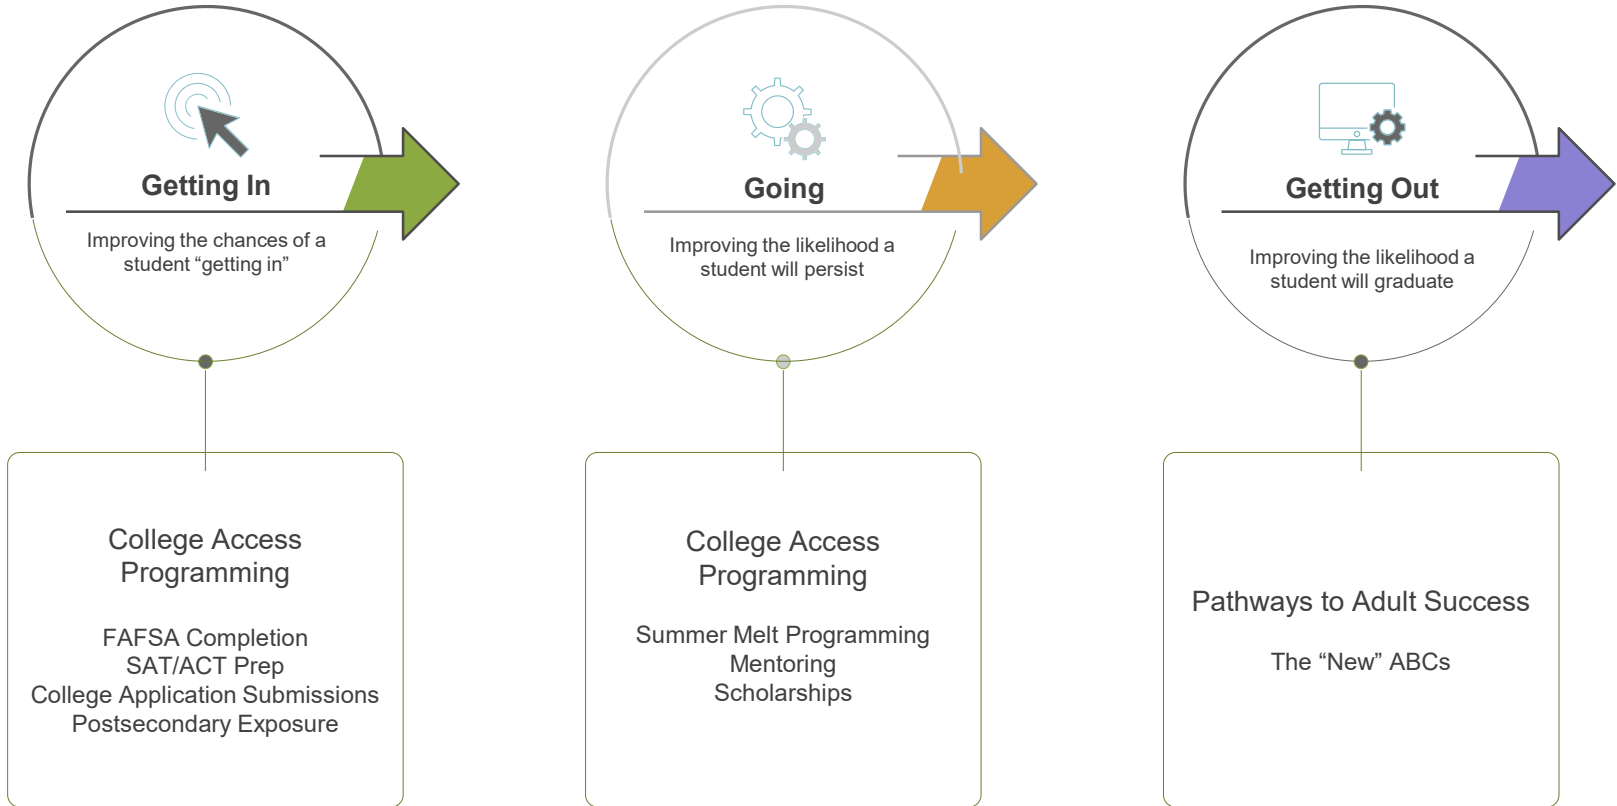 Getting In
Improving the chances of a
student “getting in”
College Access
Programming
FAFSA Completion
SAT/ACT Prep
College Application Submissions
Postsecondary Exposure
Going
Improving the likelihood a
student will persist
College Access
Programming
Summer Melt Programming
Mentoring
Scholarships
Getting Out
Improving the likelihood a
student will graduate
Pathways to Adult Success
The “New” ABCs